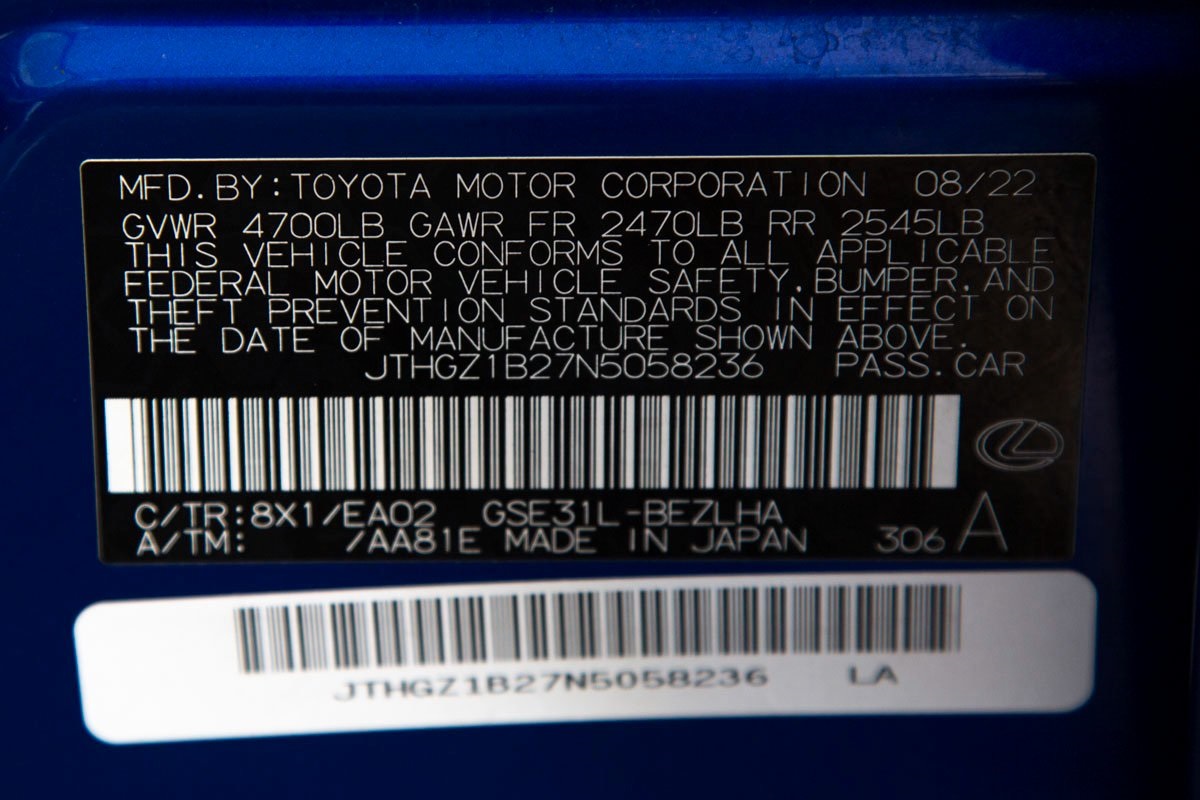 MFD.BY:TOYOTA MOTOR CORPORATION 08/22
GVWR 4700LB GAWR FR 2470LB RR 2545LB
THIS VEHICLE CONFORMS TO ALL APPLICABLE
FEDERAL MOTOR VEHICLE SAFETY,BUMPER,AND
THEFT PREVENTION STANDARDS IN EFFECT ON
THE DATE OF MANUFACTURE SHOWN ABOVE.
JTHGZ1B27N5058236 PASS.CAR
C/TR:8X1/EA02 GSE31L-BEZLHA
A/TM: /AA81E MADE IN JAPAN 306 A
JTHGZ1B27N5058236 LA